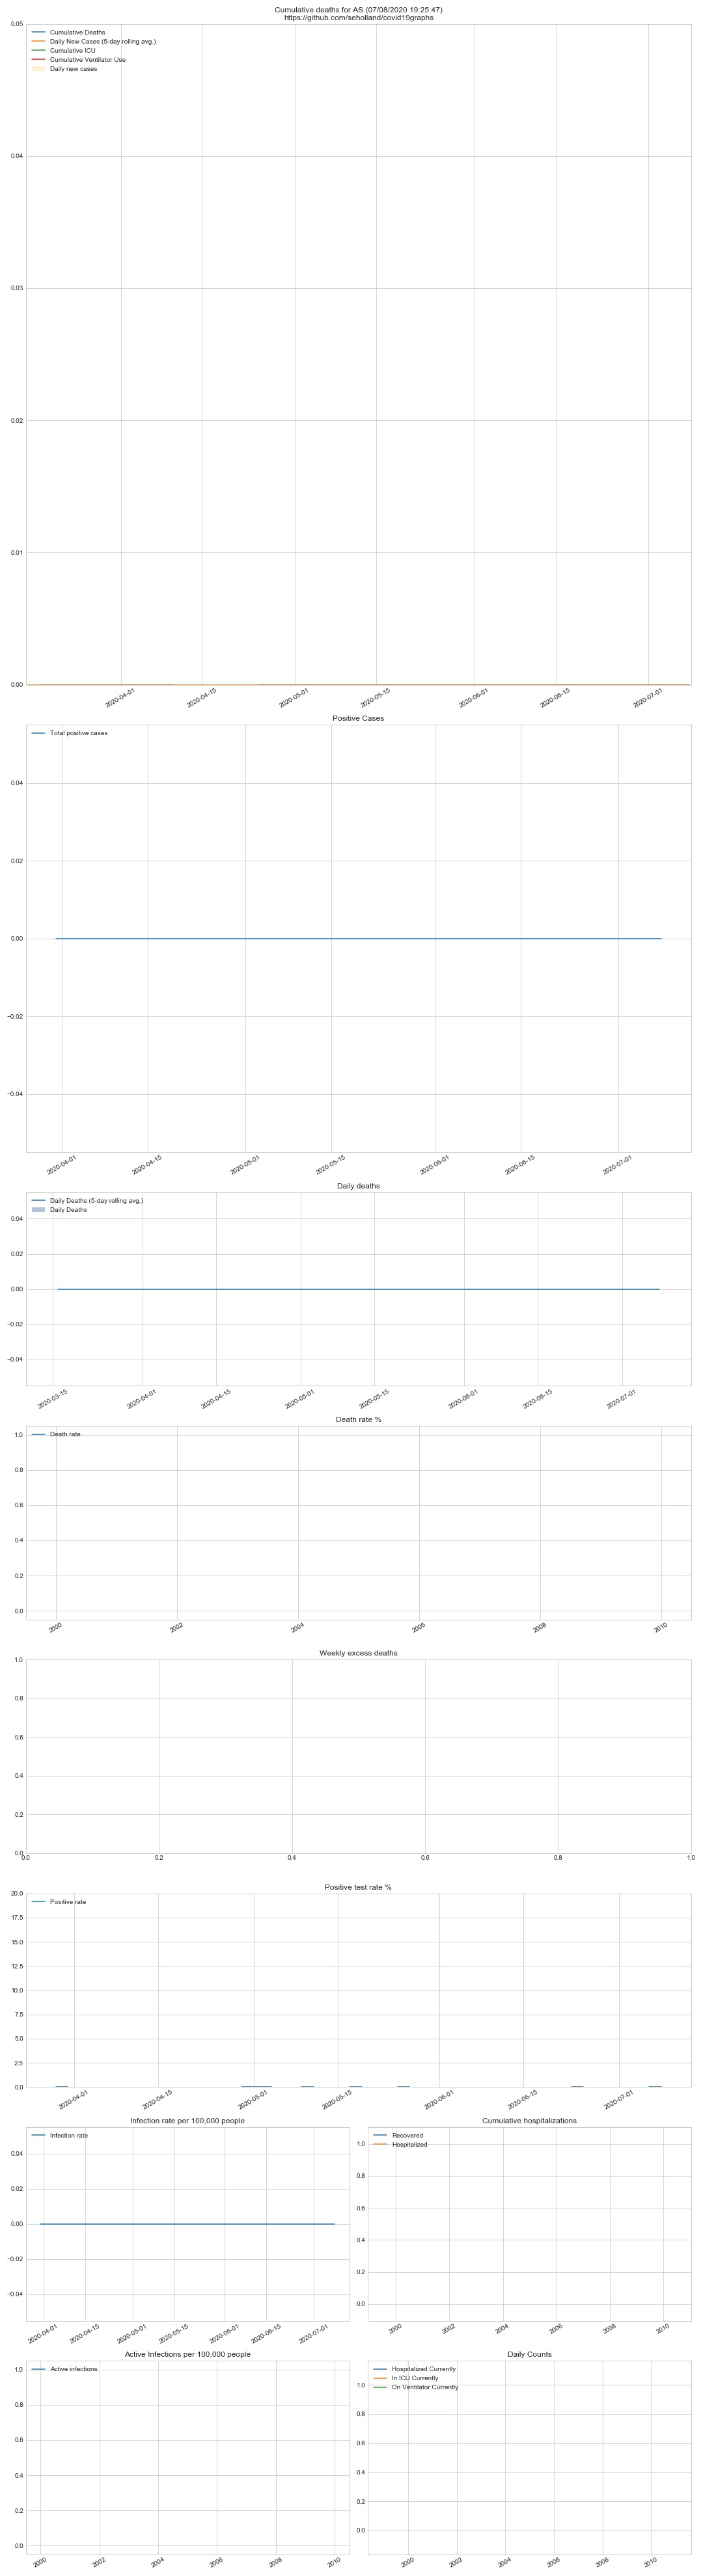 Cumulative deaths for AS (07/08/2020 19:25:47)
https://github.com/seholland/covid19graphs
Cumulative Deaths
Daily New Cases (5-day rolling avg.)
Cumulative ICU
Cumulative Ventilator Use
Daily new cases
0.05
0.04
0.03
0.02
0.01
0.00
2020-04-01 2020-04-15 2020-05-01 2020-05-15 2020-06-01 2020-06-15 2020-07-01
Positive Cases
Total positive cases
0.04
0.02
0.00
−0.02
−0.04
2020-04-01 2020-04-15 2020-05-01 2020-05-15 2020-06-01 2020-06-15 2020-07-01
Daily deaths
Daily Deaths (5-day rolling avg.)
Daily Deaths
0.04
0.02
0.00
−0.02
−0.04
2020-03-15 2020-04-01 2020-04-15 2020-05-01 2020-05-15 2020-06-01 2020-06-15 2020-07-01
Death rate %
Death rate
1.0
0.8
0.6
0.4
0.2
0.0
2000 2002 2004 2006 2008 2010
Weekly excess deaths
1.0
0.8
0.6
0.4
0.2
0.0
0.0 0.2 0.4 0.6 0.8 1.0
Positive test rate %
Positive rate
20.0
17.5
15.0
12.5
10.0
7.5
5.0
2.5
0.0
2020-04-01 2020-04-15 2020-05-01 2020-05-15 2020-06-01 2020-06-15 2020-07-01
Infection rate per 100,000 people
Infection rate
0.04
0.02
0.00
−0.02
−0.04
2020-04-01 2020-04-15 2020-05-01 2020-05-15 2020-06-01 2020-06-15 2020-07-01
Cumulative hospitalizations
Recovered
Hospitalized
1.0
0.8
0.6
0.4
0.2
0.0
2000 2002 2004 2006 2008 2010
Active Infections per 100,000 people
Active infections
1.0
0.8
0.6
0.4
0.2
0.0
2000 2002 2004 2006 2008 2010
Daily Counts
Hospitalized Currently
In ICU Currently
On Ventilator Currently
1.0
0.8
0.6
0.4
0.2
0.0
2000 2002 2004 2006 2008 2010